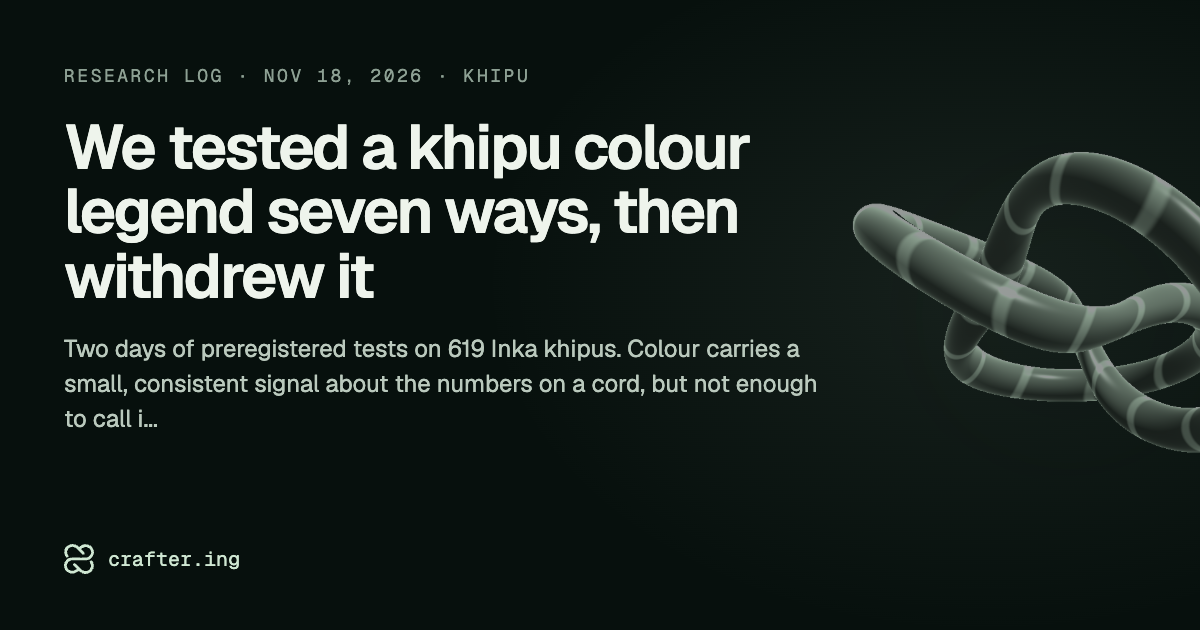 RESEARCH LOG · NOV 18, 2026 · KHIPU
We tested a khipu colour
legend seven ways, then
withdrew it
Two days of preregistered tests on 619 Inka khipus. Colour carries a
small, consistent signal about the numbers on a cord, but not enough
to call i…
crafter.ing